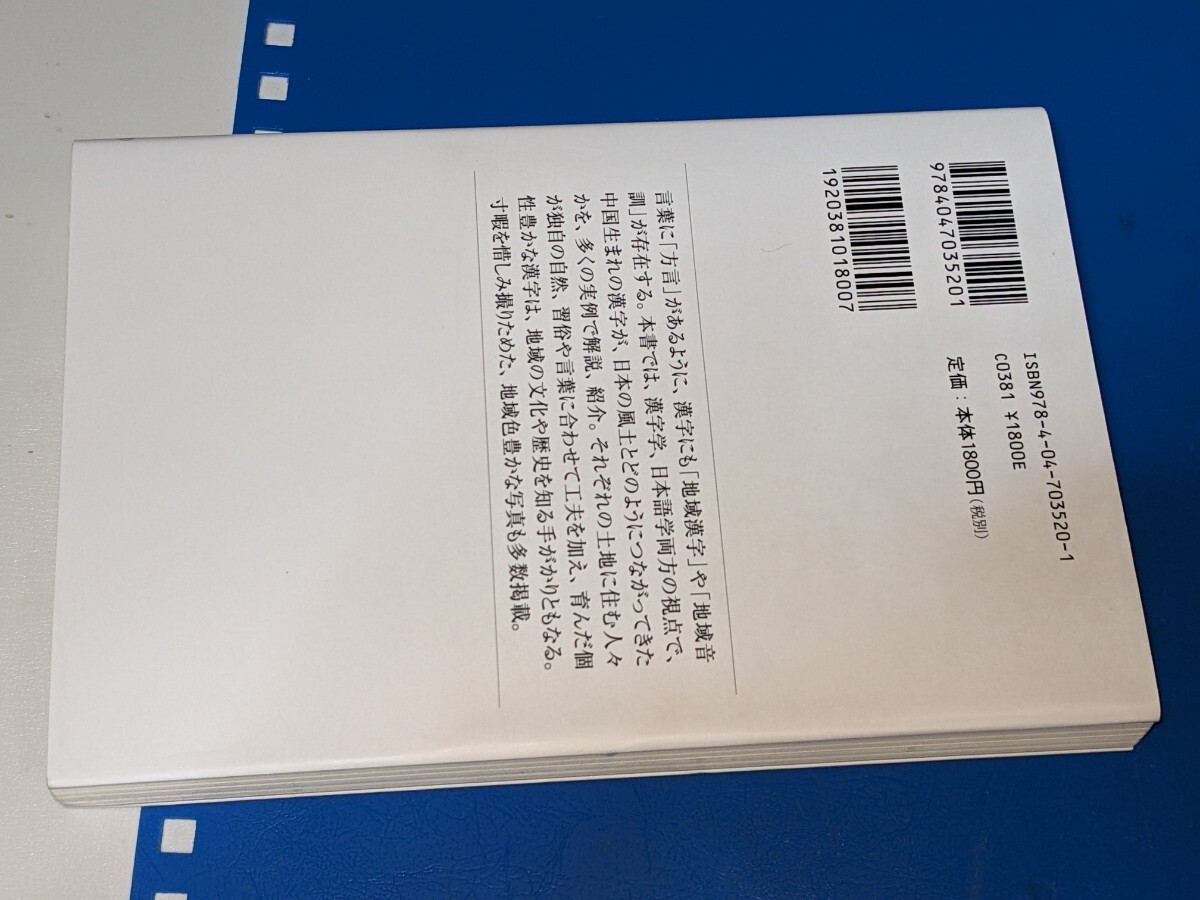 9784047035201
1920381018007
ISBN978-4-04-703520-1
C0381 ¥1800E
定価：本体1800円（税別）
言葉に「方言」があるように、漢字にも「地域漢字」や「地域音
訓」が存在する。本書では、漢字学、日本語学両方の視点で、
中国生まれの漢字が、日本の風土とどのようにつながってきた
かを、多くの実例で解説、紹介。それぞれの土地に住む人々
が独自の自然、習俗や言葉に合わせて工夫を加え、育んだ個
性豊かな漢字は、地域の文化や歴史を知る手がかりともなる。
寸暇を惜しみ撮りためた、地域色豊かな写真も多数掲載。